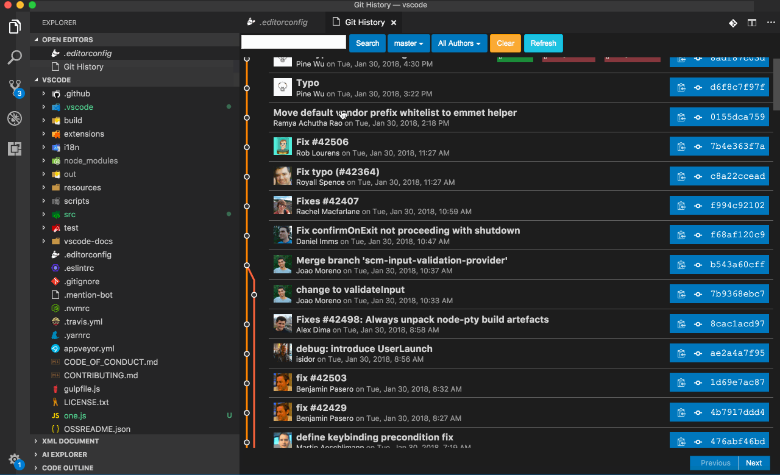 Git History — vscode
EXPLORER
.editorconfig
Git History
OPEN EDITORS
.editorconfig
Git History
VSCODE
.github
.vscode
build
extensions
i18n
node_modules
out
resources
scripts
src
test
vscode-docs
.editorconfig
.eslintrc
.gitignore
.mention-bot
.nvmrc
.travis.yml
.yarnrc
appveyor.yml
CODE_OF_CONDUCT.md
CONTRIBUTING.md
gulpfile.js
LICENSE.txt
JS one.js U
OSSREADME.json
XML DOCUMENT
AI EXPLORER
CODE OUTLINE
3
1
Search
master
All Authors
Clear
Refresh
Pine Wu on Tue, Jan 30, 2018, 4:30 PM
Typo
Pine Wu on Tue, Jan 30, 2018, 3:22 PM
d6f8c7f97f
Move default vendor prefix whitelist to emmet helper
Ramya Achutha Rao on Tue, Jan 30, 2018, 2:18 PM
0155dca759
Fix #42506
Rob Lourens on Tue, Jan 30, 2018, 11:27 AM
7b4e363f7a
Fix typo (#42364)
Royall Spence on Tue, Jan 30, 2018, 11:27 AM
c8a22ccead
Fixes #42407
Rachel Macfarlane on Tue, Jan 30, 2018, 10:59 AM
f994c92102
Fix confirmOnExit not proceeding with shutdown
Daniel Imms on Tue, Jan 30, 2018, 10:47 AM
f68af120c9
Merge branch 'scm-input-validation-provider'
Joao Moreno on Tue, Jan 30, 2018, 10:37 AM
b543a60cff
change to validateInput
Joao Moreno on Tue, Jan 30, 2018, 10:33 AM
7b9368ebc7
Fixes #42498: Always unpack node-pty build artefacts
Alex Dima on Tue, Jan 30, 2018, 8:58 AM
8cac1acd97
debug: introduce UserLaunch
isidor on Tue, Jan 30, 2018, 8:56 AM
ae2a4a7f95
fix #42503
Benjamin Pasero on Tue, Jan 30, 2018, 8:32 AM
1d69e7ac87
fix #42429
Benjamin Pasero on Tue, Jan 30, 2018, 8:27 AM
4b7917ddd4
define keybinding precondition fix
476abf46bd
Previous
Next